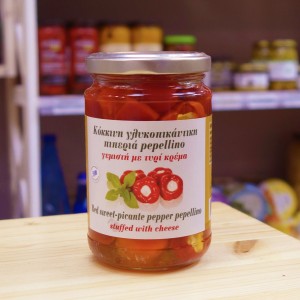 Κόκκινη γλυκοπικάντικη
πιπεριά pepellino
γεμιστή με τυρί κρέμα
Red sweet-picante pepper pepellino
stuffed with cheese